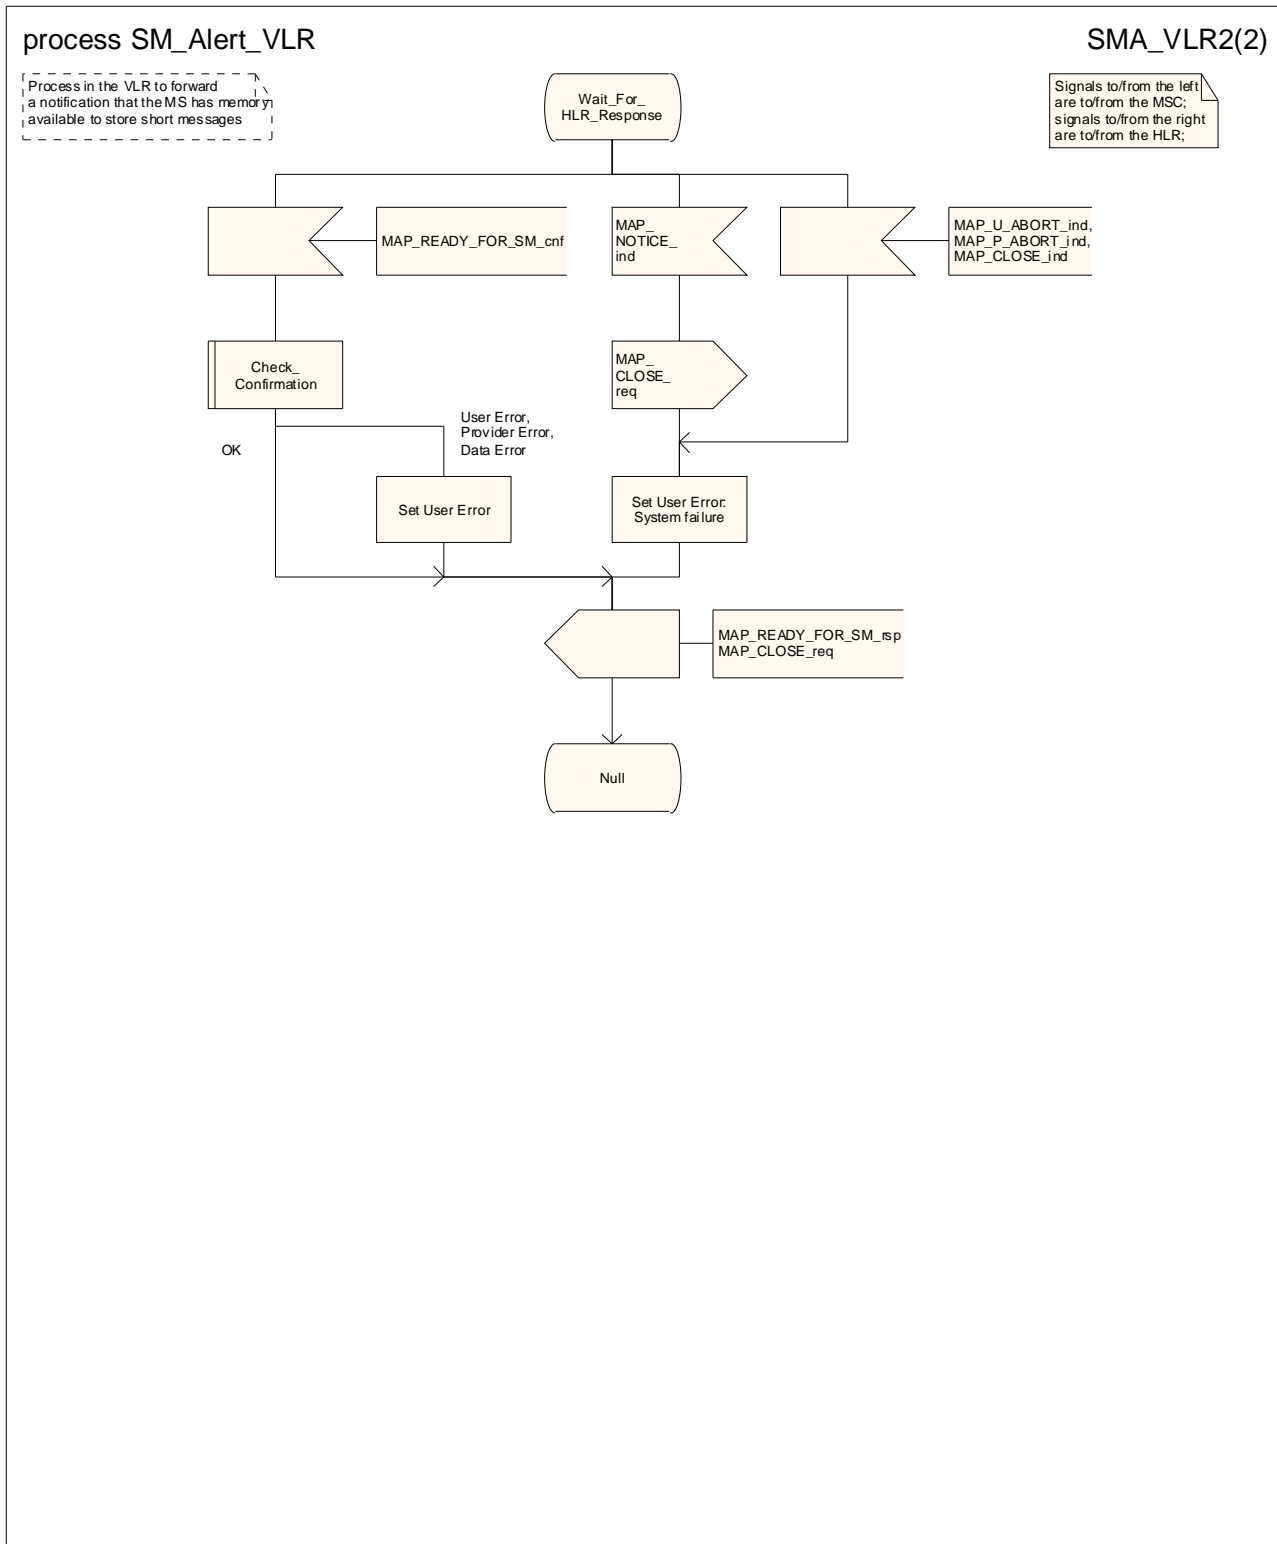 process SM_Alert_VLR
SMA_VLR2(2)
Process in the VLR to forward
a notification that the MS has memory
available to store short messages
Signals to/from the left
are to/from the MSC;
signals to/from the right
are to/from the HLR;
Wait_For_
HLR_Response
MAP_READY_FOR_SM_cnf
MAP_
NOTICE_
ind
MAP_U_ABORT_ind,
MAP_P_ABORT_ind,
MAP_CLOSE_ind
Check_
Confirmation
MAP_
CLOSE_
req
OK
User Error,
Provider Error,
Data Error
Set User Error
Set User Error:
System failure
MAP_READY_FOR_SM_rsp
MAP_CLOSE_req
Null